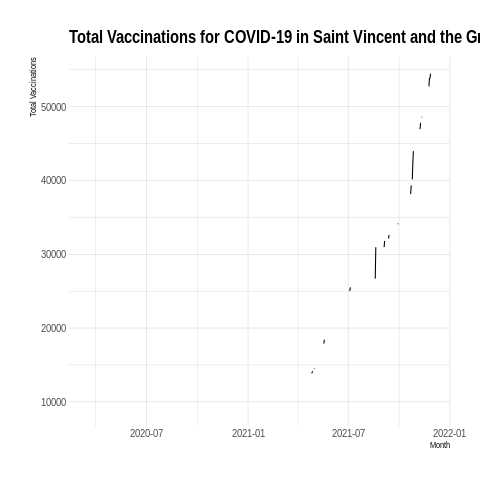 Total Vaccinations for COVID-19 in Saint Vincent and the Gr
Total Vaccinations
50000
40000
30000
20000
10000
2020-07 2021-01 2021-07 2022-01
Month